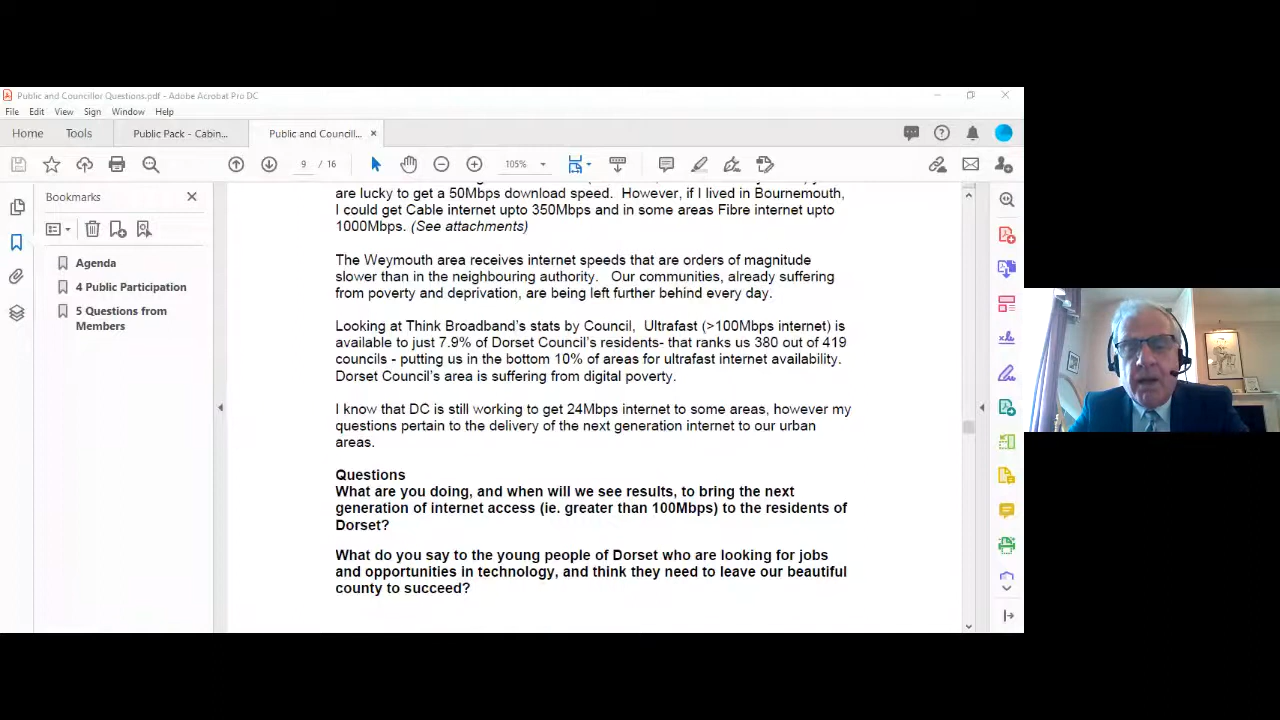 Public and Councillor Questions.pdf - Adobe Acrobat Pro DC
File Edit View Sign Window Help
Home Tools Public Pack - Cabin... Public and Councill... ×
9 / 16 105%
Bookmarks
Agenda
4 Public Participation
5 Questions from
Members
are lucky to get a 50Mbps download speed. However, if I lived in Bournemouth,
I could get Cable internet upto 350Mbps and in some areas Fibre internet upto
1000Mbps. (See attachments)
The Weymouth area receives internet speeds that are orders of magnitude
slower than in the neighbouring authority. Our communities, already suffering
from poverty and deprivation, are being left further behind every day.
Looking at Think Broadband's stats by Council, Ultrafast (>100Mbps internet) is
available to just 7.9% of Dorset Council's residents- that ranks us 380 out of 419
councils - putting us in the bottom 10% of areas for ultrafast internet availability.
Dorset Council's area is suffering from digital poverty.
I know that DC is still working to get 24Mbps internet to some areas, however my
questions pertain to the delivery of the next generation internet to our urban
areas.
Questions
What are you doing, and when will we see results, to bring the next
generation of internet access (ie. greater than 100Mbps) to the residents of
Dorset?
What do you say to the young people of Dorset who are looking for jobs
and opportunities in technology, and think they need to leave our beautiful
county to succeed?